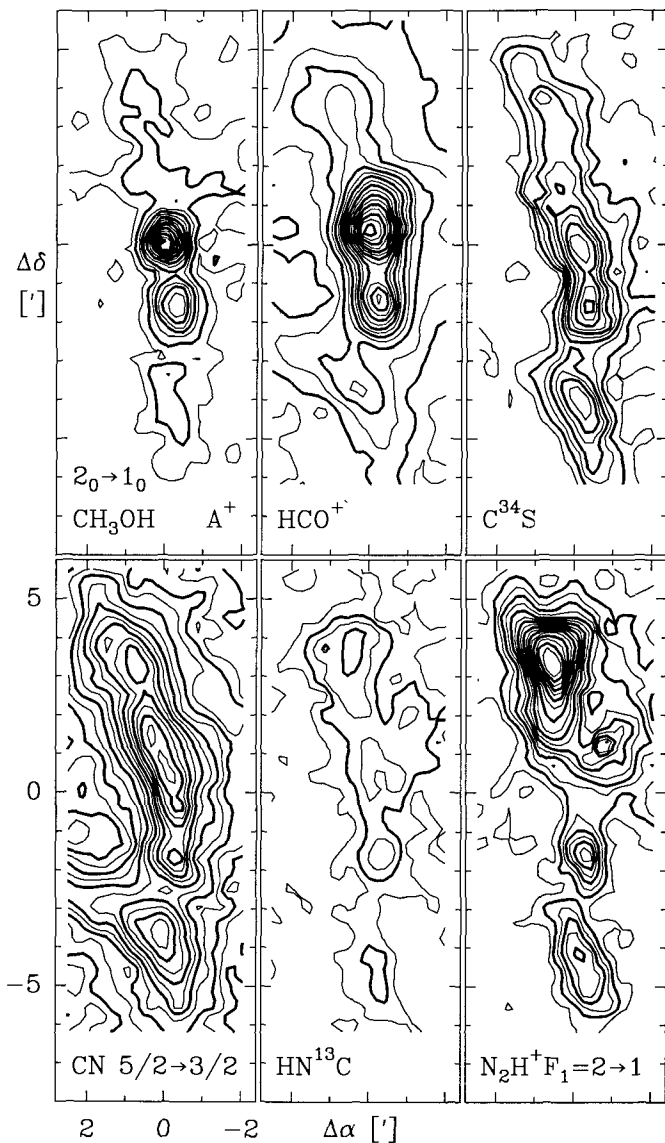 Δδ
[']
2₀→1₀
CH₃OH A⁺
HCO⁺
C³⁴S
5
0
-5
CN 5/2→3/2
HN¹³C
N₂H⁺F₁=2→1
2 0 -2
Δα [']